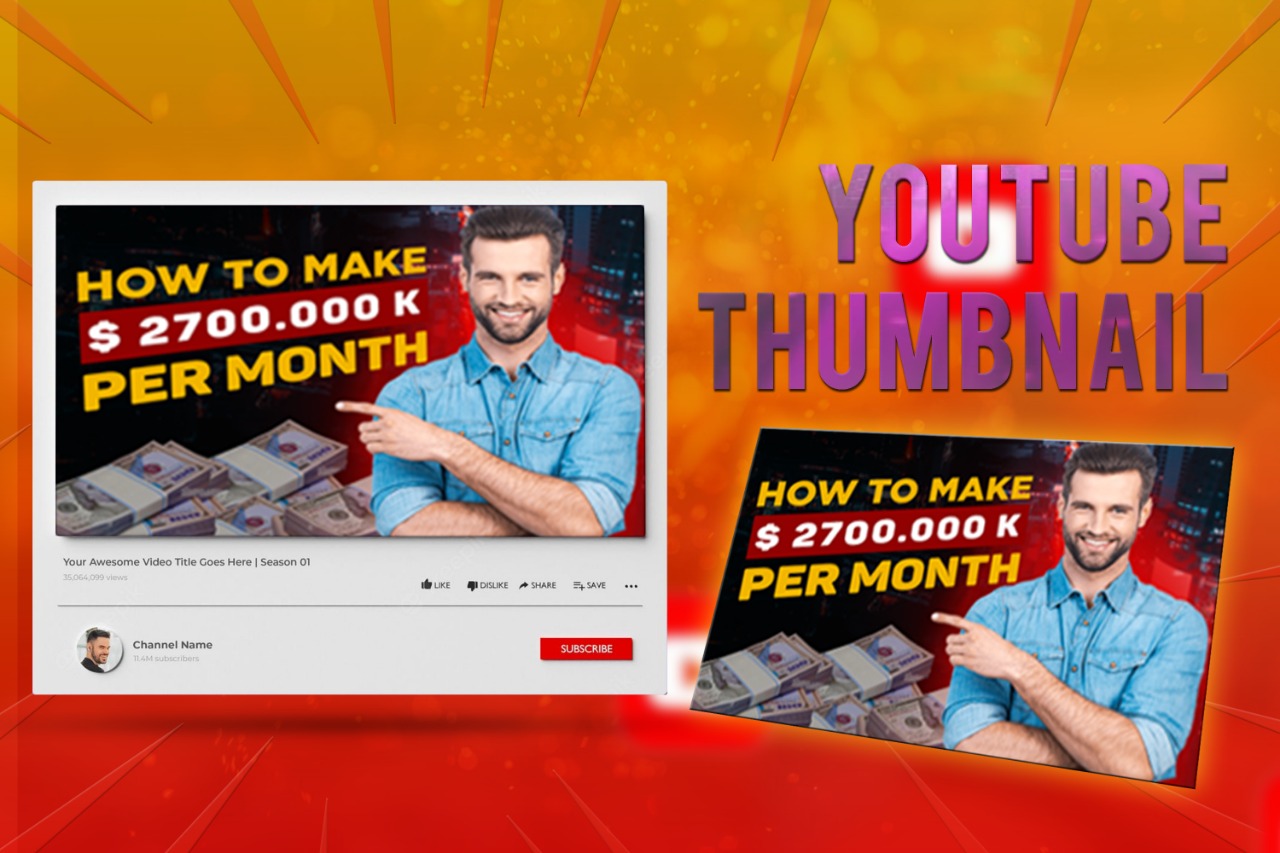 HOW TO MAKE
$ 2700.000 K
PER MONTH
Your Awesome Video Title Goes Here | Season 01
35,064,099 views
LIKE DISLIKE SHARE SAVE
Channel Name
11.4M subscribers
SUBSCRIBE
YOUTUBE
THUMBNAIL
HOW TO MAKE
$ 2700.000 K
PER MONTH